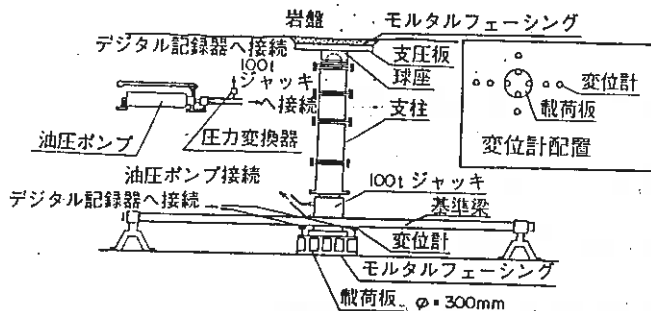 岩盤
モルタルフェーシング
デジタル記録器へ接続
支圧板
100t
ジャッキ
へ接続
球座
支柱
油圧ポンプ
圧力変換器
変位計
載荷板
変位計配置
油圧ポンプ接続
デジタル記録器へ接続
100tジャッキ
基準梁
変位計
モルタルフェーシング
載荷板 φ=300mm